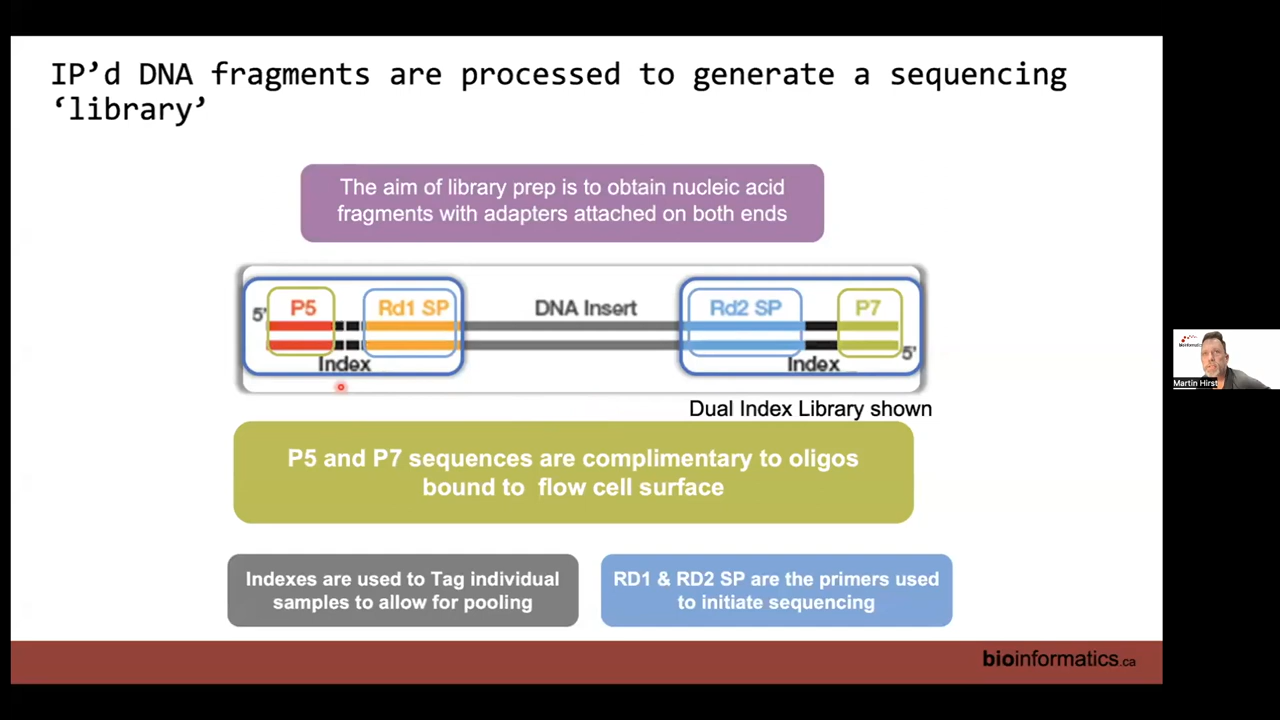 IP’d DNA fragments are processed to generate a sequencing
‘library’
The aim of library prep is to obtain nucleic acid
fragments with adapters attached on both ends
5' P5 Rd1 SP DNA Insert Rd2 SP P7 5'
Index Index
Dual Index Library shown
P5 and P7 sequences are complimentary to oligos
bound to flow cell surface
Indexes are used to Tag individual
samples to allow for pooling
RD1 & RD2 SP are the primers used
to initiate sequencing
bioinformatics.ca
Martin Hirst